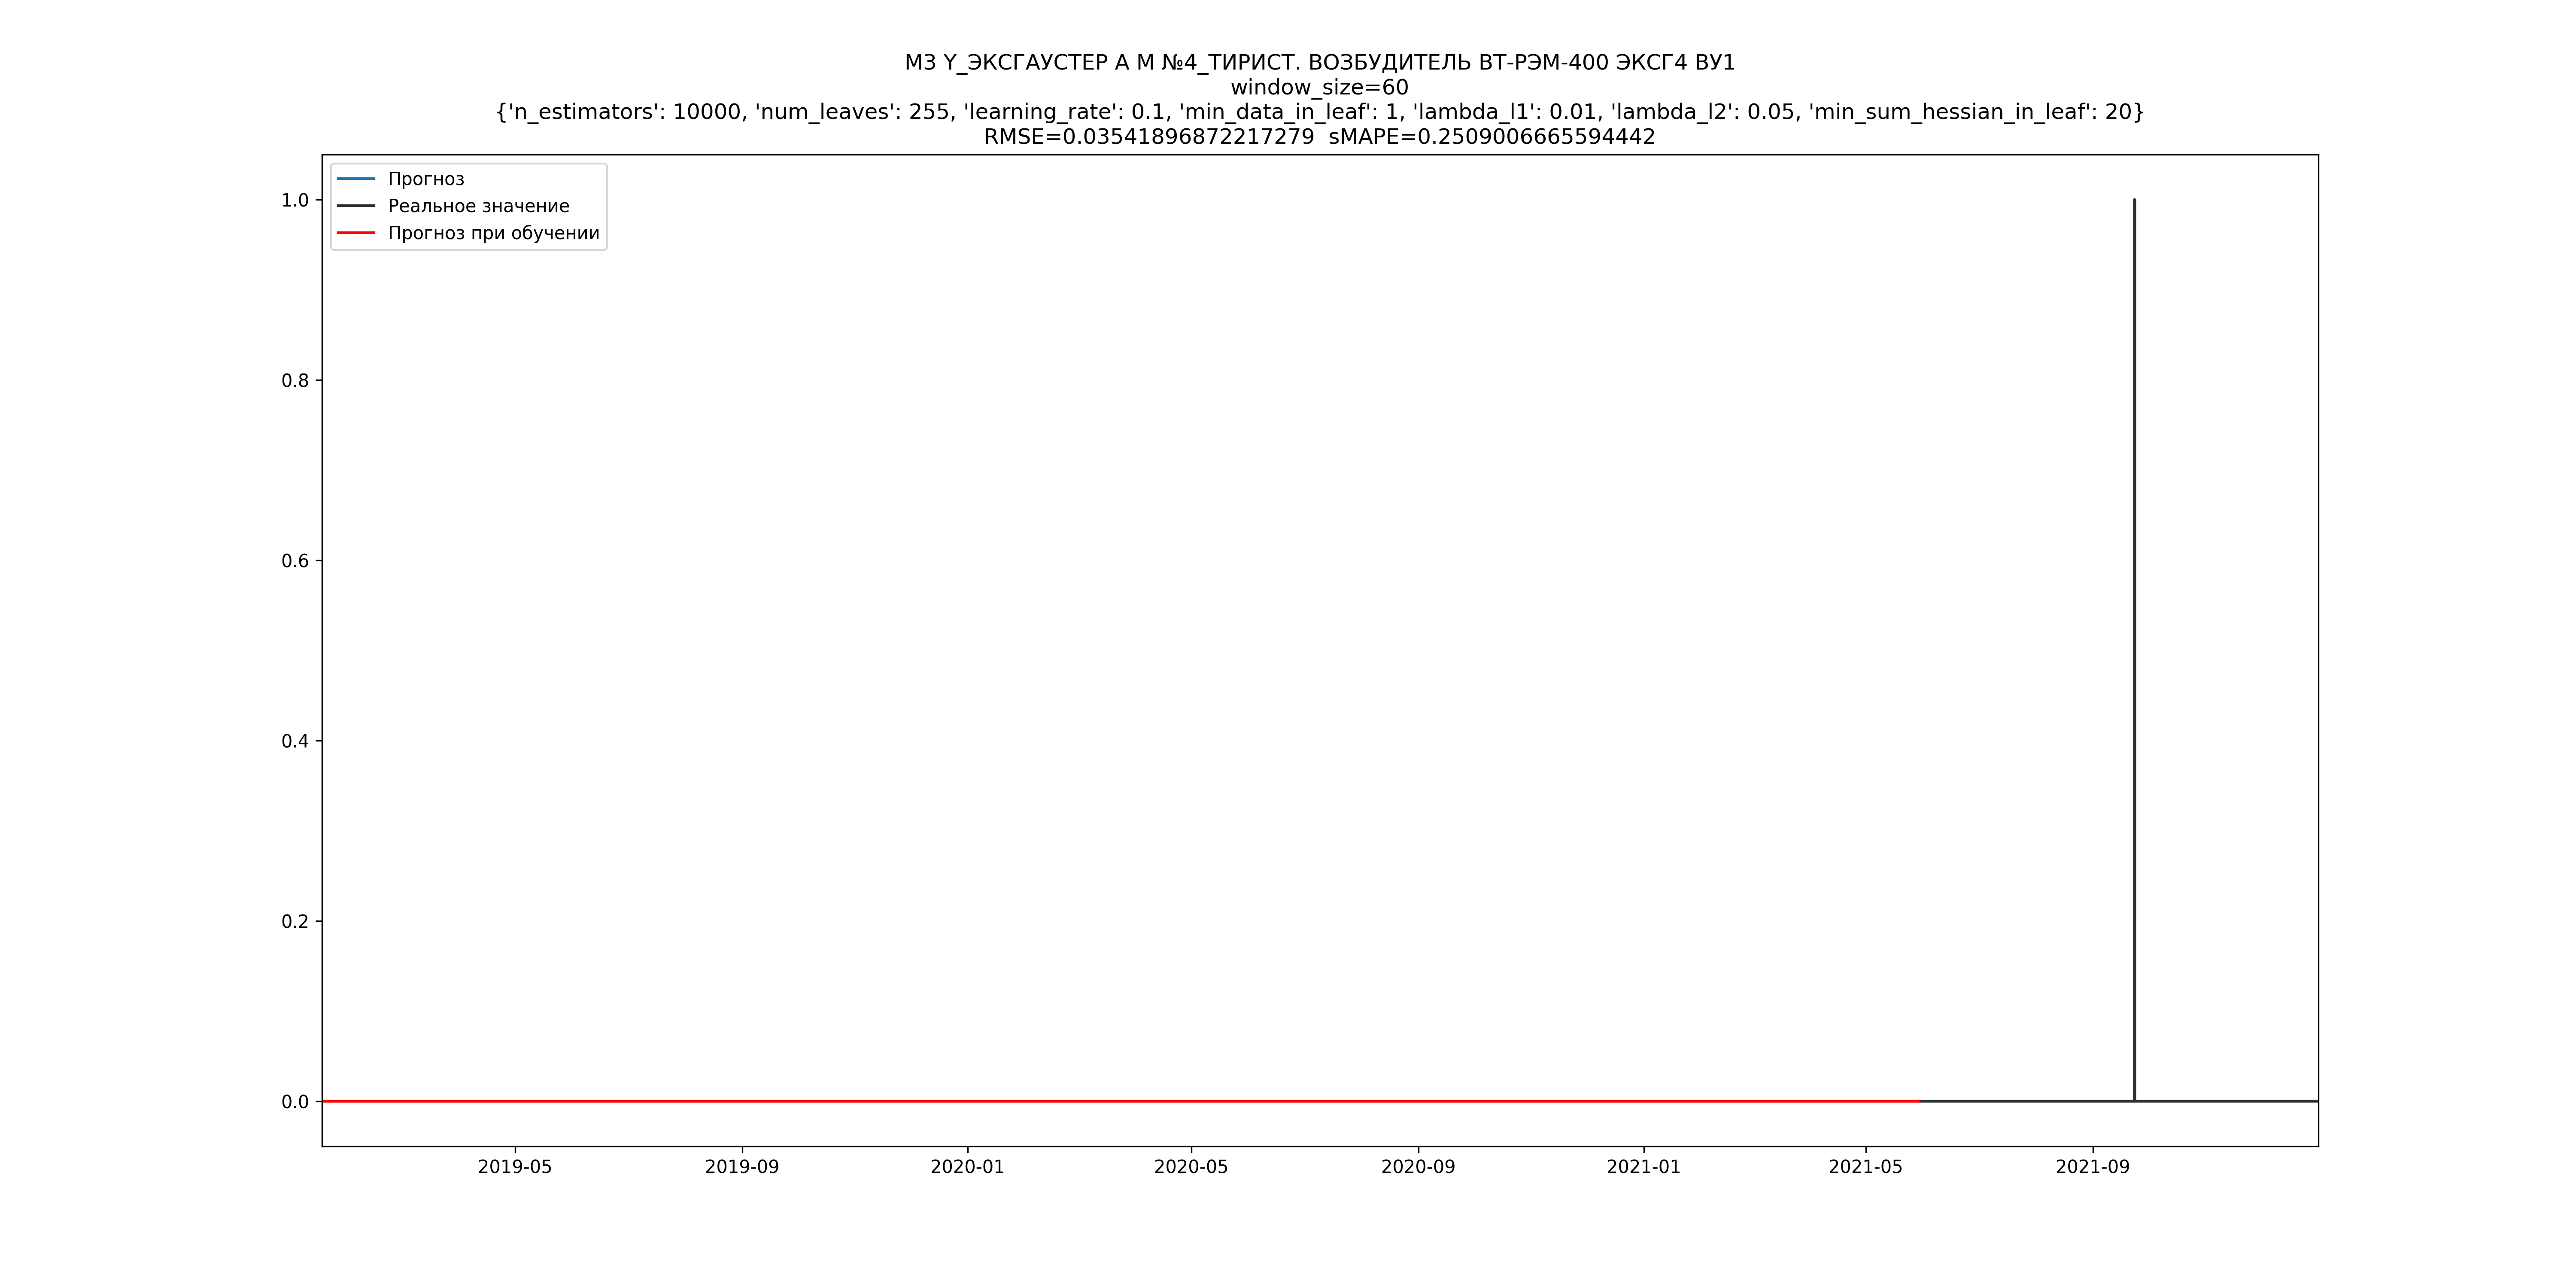 М3 Y_ЭКСГАУСТЕР А М №4_ТИРИСТ. ВОЗБУДИТЕЛЬ ВТ-РЭМ-400 ЭКСГ4 ВУ1
window_size=60
{'n_estimators': 10000, 'num_leaves': 255, 'learning_rate': 0.1, 'min_data_in_leaf': 1, 'lambda_l1': 0.01, 'lambda_l2': 0.05, 'min_sum_hessian_in_leaf': 20}
RMSE=0.03541896872217279  sMAPE=0.2509006665594442
Прогноз
Реальное значение
Прогноз при обучении
1.0
0.8
0.6
0.4
0.2
0.0
2019-05
2019-09
2020-01
2020-05
2020-09
2021-01
2021-05
2021-09